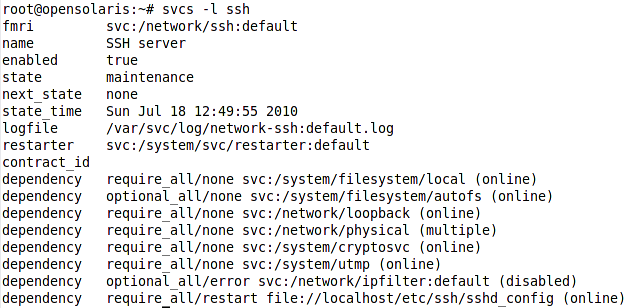 root@opensolaris:~# svcs -l ssh
fmri         svc:/network/ssh:default
name         SSH server
enabled      true
state        maintenance
next_state   none
state_time   Sun Jul 18 12:49:55 2010
logfile      /var/svc/log/network-ssh:default.log
restarter    svc:/system/svc/restarter:default
contract_id
dependency   require_all/none svc:/system/filesystem/local (online)
dependency   optional_all/none svc:/system/filesystem/autofs (online)
dependency   require_all/none svc:/network/loopback (online)
dependency   require_all/none svc:/network/physical (multiple)
dependency   require_all/none svc:/system/cryptosvc (online)
dependency   require_all/none svc:/system/utmp (online)
dependency   optional_all/error svc:/network/ipfilter:default (disabled)
dependency   require_all/restart file://localhost/etc/ssh/sshd_config (online)